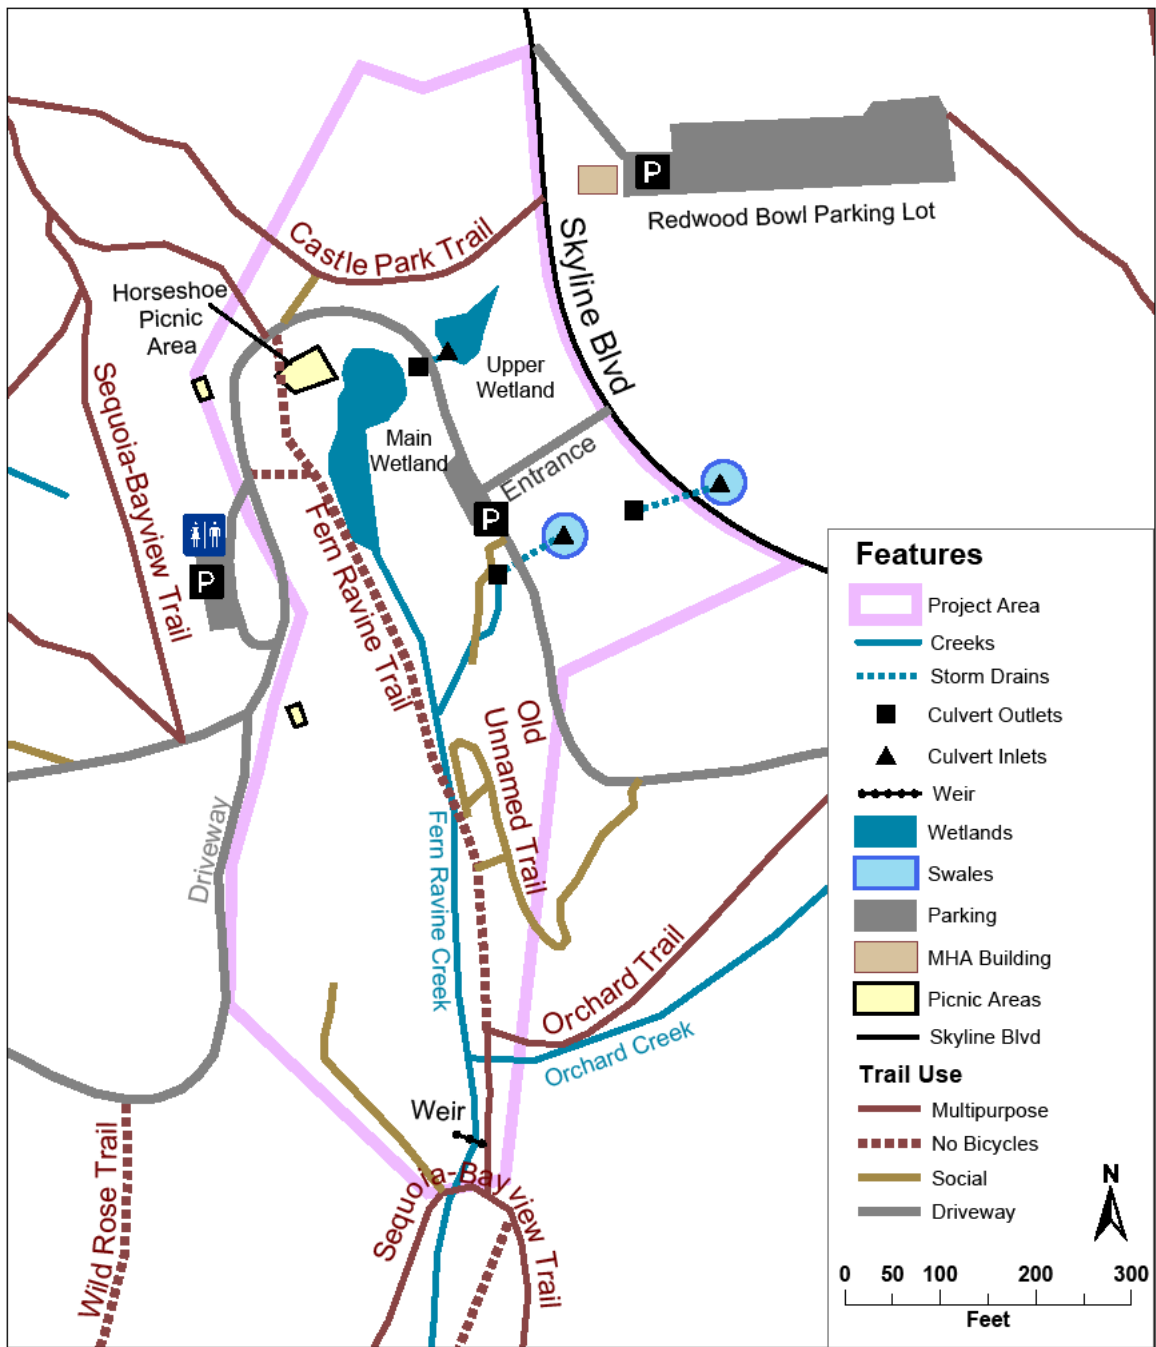 Castle Park Trail
Skyline Blvd
P
Redwood Bowl Parking Lot
Horseshoe
Picnic
Area
Upper
Wetland
Main
Wetland
Entrance
P
P
Sequoia-Bayview Trail
Fern Ravine Trail
Old
Unnamed Trail
Driveway
Fern Ravine Creek
Orchard Trail
Orchard Creek
Weir
Sequoia-Bayview Trail
Wild Rose Trail
Features
Project Area
Creeks
Storm Drains
Culvert Outlets
Culvert Inlets
Weir
Wetlands
Swales
Parking
MHA Building
Picnic Areas
Skyline Blvd
Trail Use
Multipurpose
No Bicycles
Social
Driveway
N
0 50 100 200 300
Feet